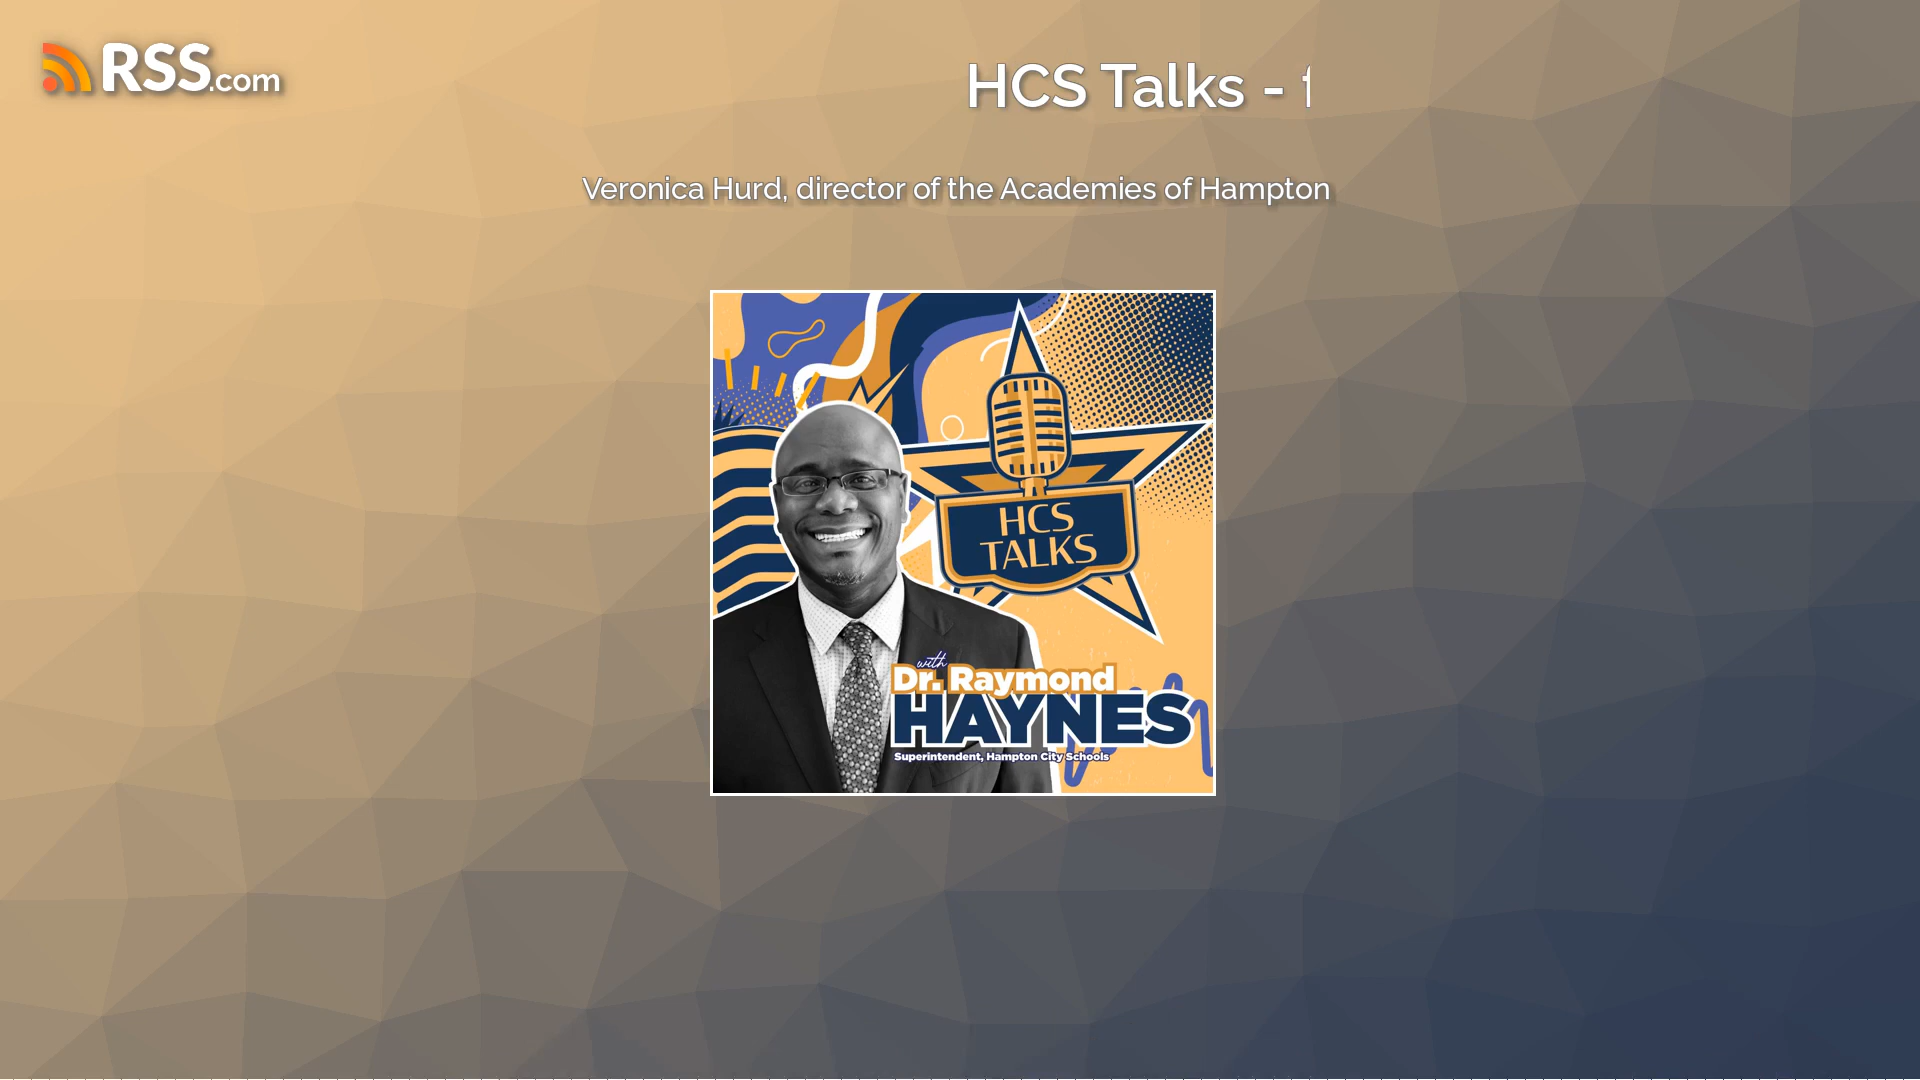 RSS.com
HCS Talks -
Veronica Hurd, director of the Academies of Hampton
HCS
TALKS
with
Dr. Raymond
HAYNES
Superintendent, Hampton City Schools